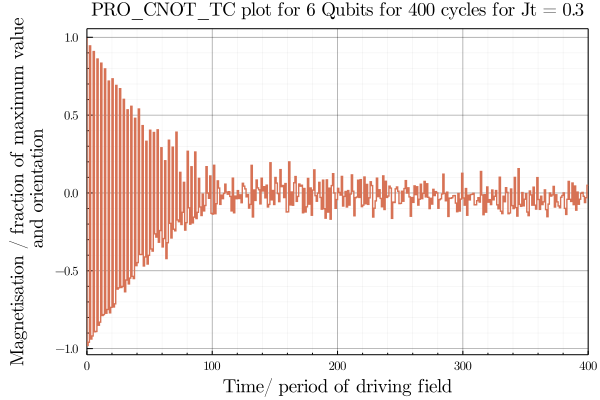 PRO_CNOT_TC plot for 6 Qubits for 400 cycles for Jt = 0.3
Magnetisation / fraction of maximum value
and orientation
1.0
0.5
0.0
−0.5
−1.0
0
100
200
300
400
Time/ period of driving field